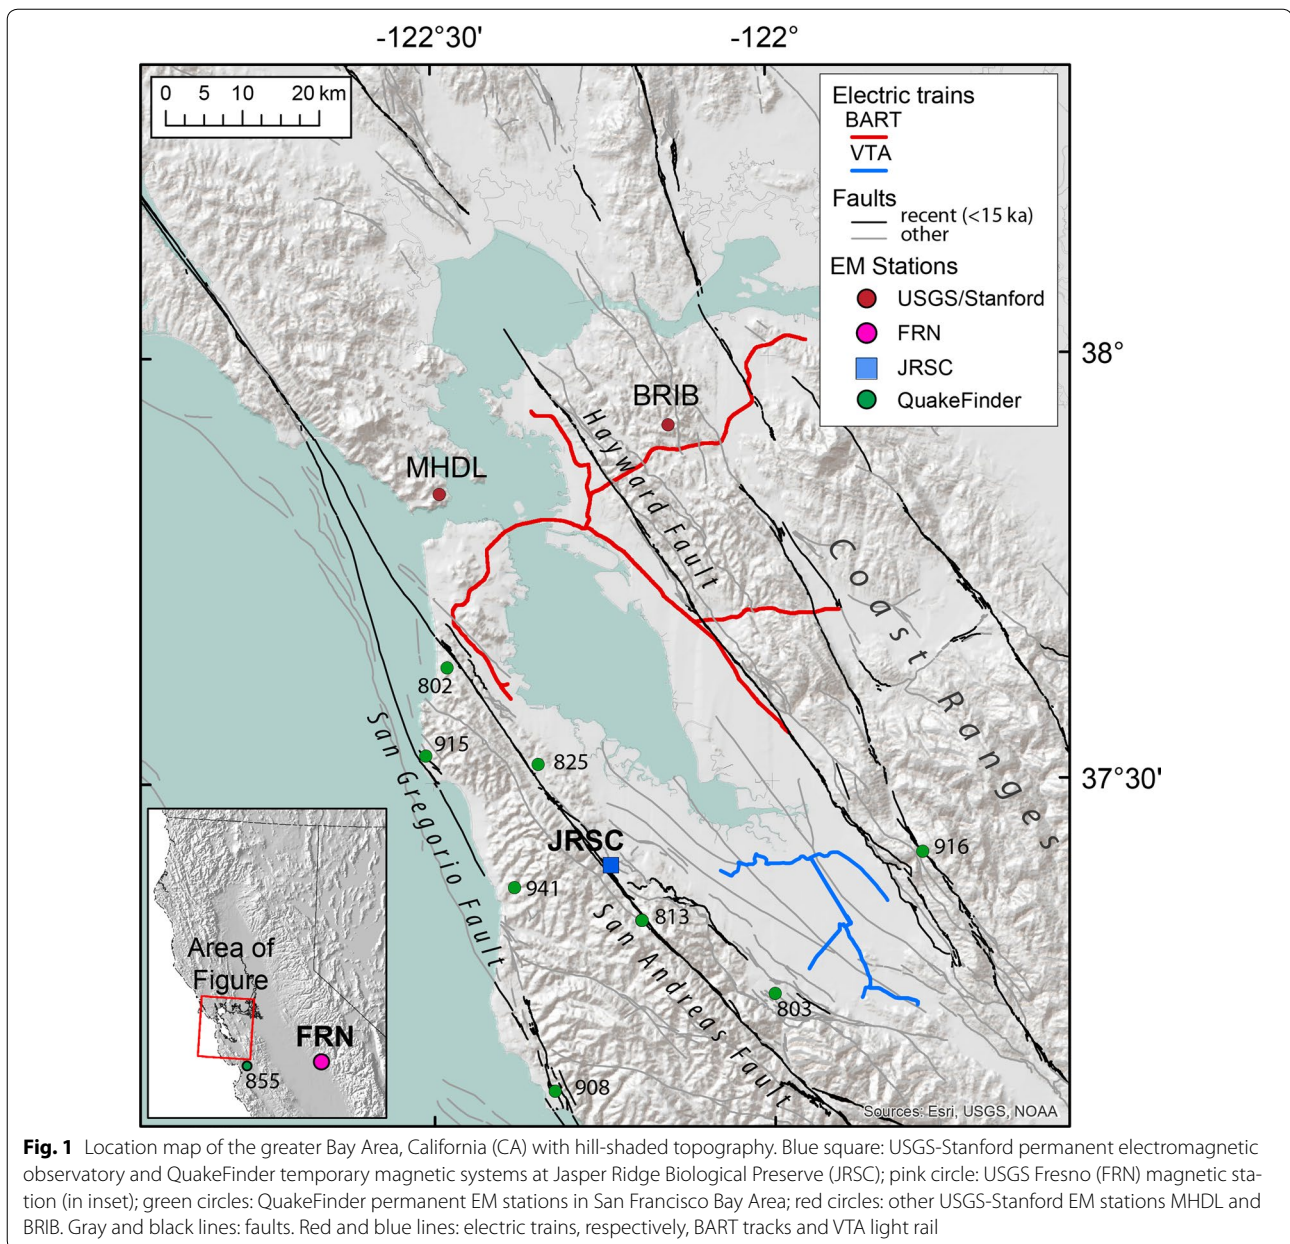 -122°30'
-122°
0 5 10 20 km
Electric trains
BART
VTA
Faults
recent (<15 ka)
other
EM Stations
USGS/Stanford
FRN
JRSC
QuakeFinder
38°
BRIB
Hayward Fault
MHDL
Coast Ranges
802
San Gregorio Fault
915
825
37°30'
JRSC
916
941
813
San Andreas Fault
803
908
Area of
Figure
FRN
855
Sources: Esri, USGS, NOAA
Fig. 1 Location map of the greater Bay Area, California (CA) with hill-shaded topography. Blue square: USGS-Stanford permanent electromagnetic
observatory and QuakeFinder temporary magnetic systems at Jasper Ridge Biological Preserve (JRSC); pink circle: USGS Fresno (FRN) magnetic sta-
tion (in inset); green circles: QuakeFinder permanent EM stations in San Francisco Bay Area; red circles: other USGS-Stanford EM stations MHDL and
BRIB. Gray and black lines: faults. Red and blue lines: electric trains, respectively, BART tracks and VTA light rail